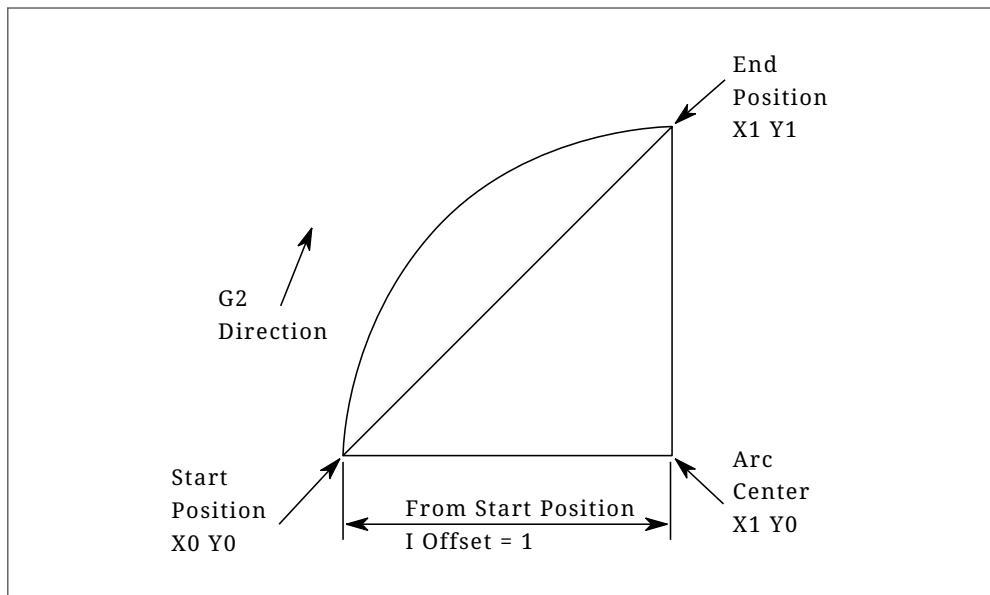 End
Position
X1 Y1
G2
Direction
Start
Position
X0 Y0
From Start Position
I Offset = 1
Arc
Center
X1 Y0